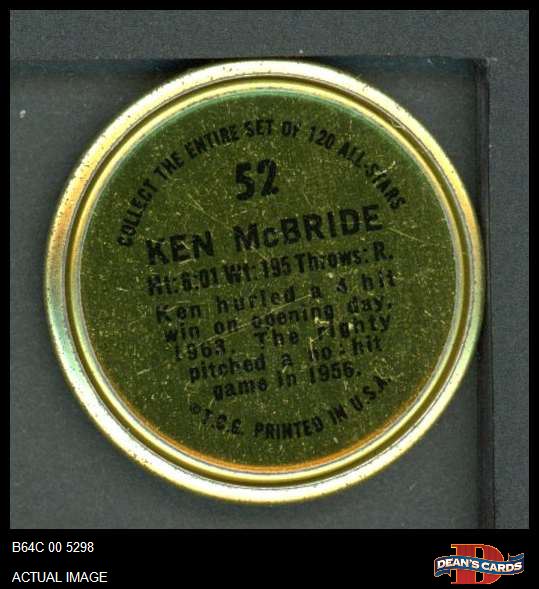 COLLECT THE ENTIRE SET OF 120 ALL-STARS
52
KEN McBRIDE
Ht: 6:01 Wt: 195 Throws: R.
Ken hurled a 4 hit
win on opening day,
1963. The righty
pitched a no-hit
game in 1956.
©T.C.G. PRINTED IN U.S.A.
B64C 00 5298
ACTUAL IMAGE
D
DEAN'S CARDS